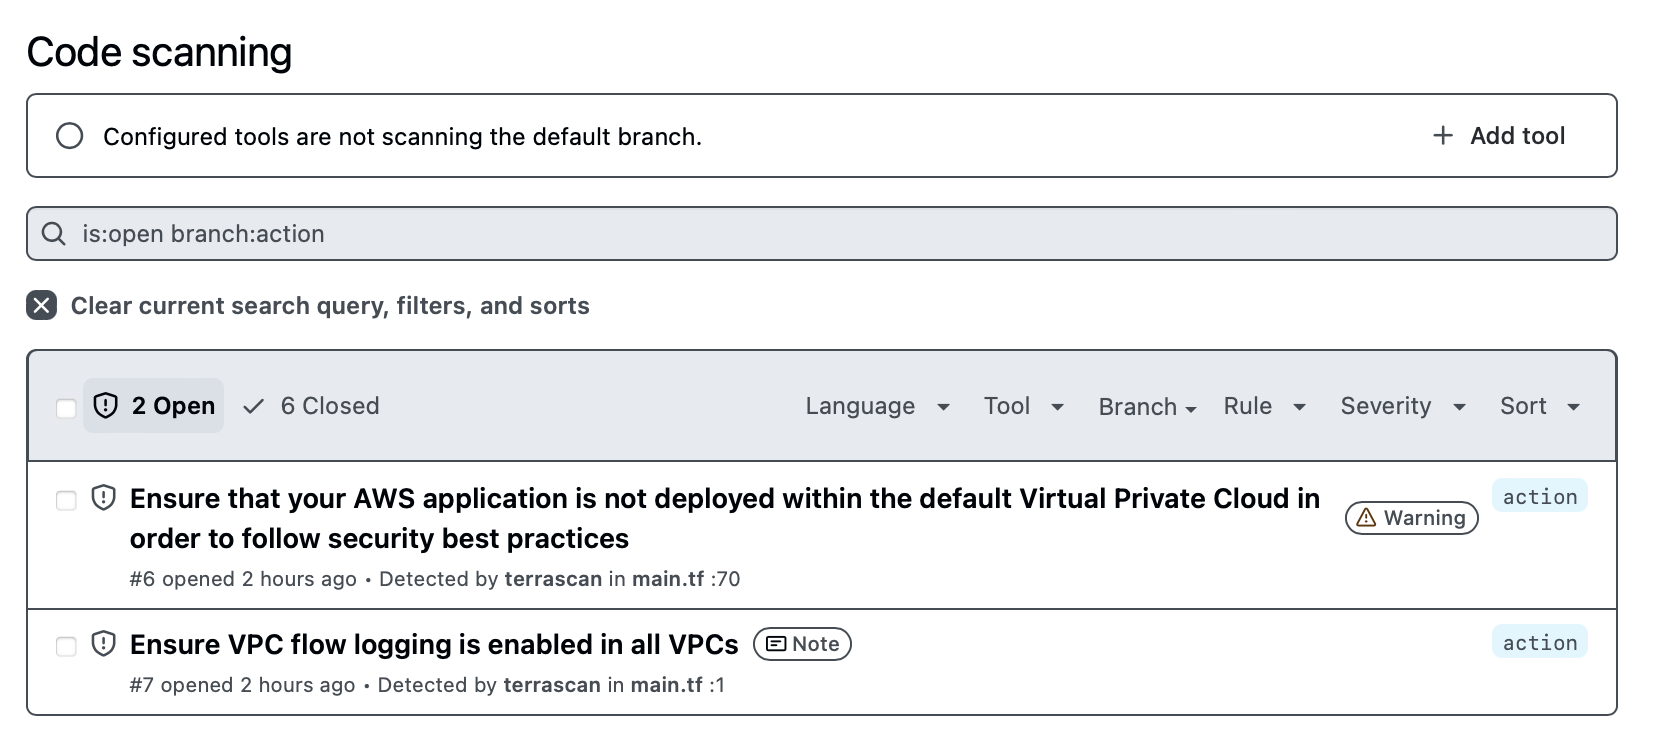 Code scanning
Configured tools are not scanning the default branch.
+ Add tool
is:open branch:action
Clear current search query, filters, and sorts
2 Open
6 Closed
Language
Tool
Branch
Rule
Severity
Sort
Ensure that your AWS application is not deployed within the default Virtual Private Cloud in
order to follow security best practices
Warning
action
#6 opened 2 hours ago • Detected by terrascan in main.tf :70
Ensure VPC flow logging is enabled in all VPCs
Note
action
#7 opened 2 hours ago • Detected by terrascan in main.tf :1